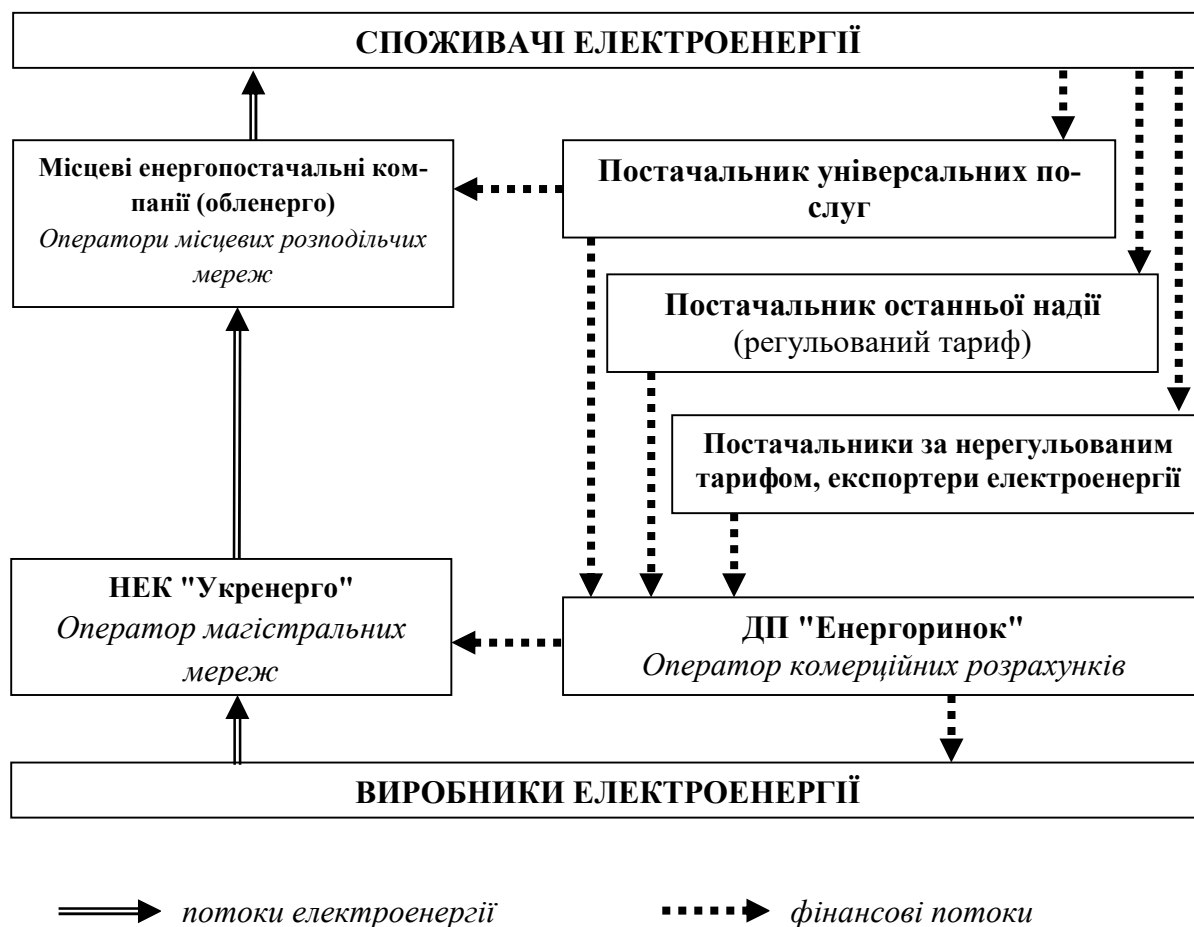 СПОЖИВАЧІ ЕЛЕКТРОЕНЕРГІЇ
Місцеві енергопостачальні ком-
панії (обленерго)
Оператори місцевих розподільчих
мереж
Постачальник універсальних по-
слуг
Постачальник останньої надії
(регульований тариф)
Постачальники за нерегульованим
тарифом, експортери електроенергії
НЕК "Укренерго"
Оператор магістральних
мереж
ДП "Енергоринок"
Оператор комерційних розрахунків
ВИРОБНИКИ ЕЛЕКТРОЕНЕРГІЇ
потоки електроенергії
фінансові потоки